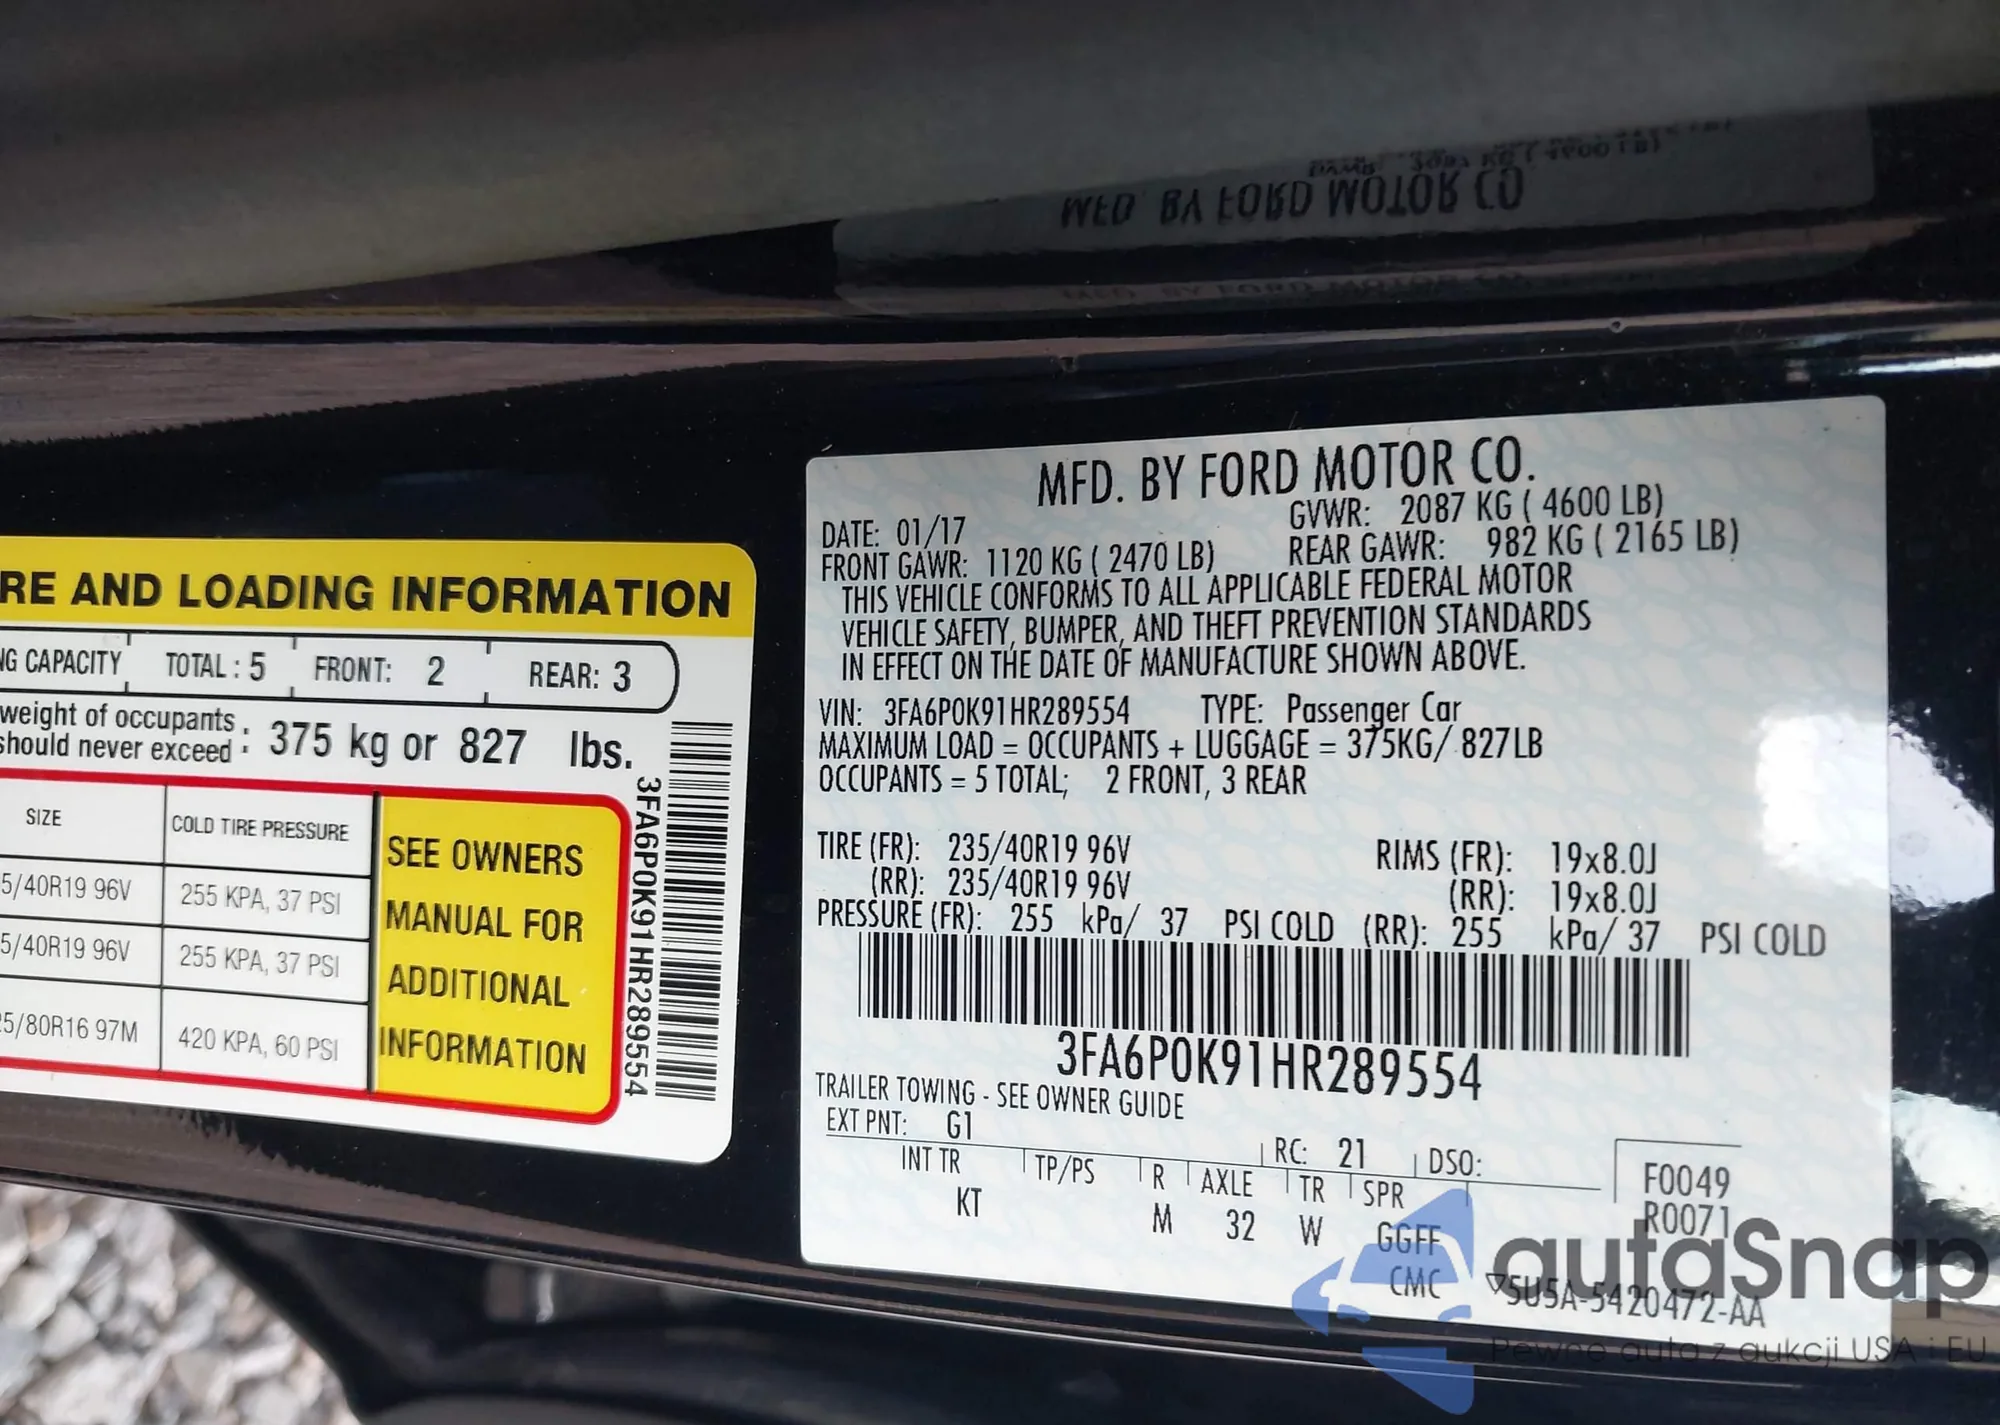 RE AND LOADING INFORMATION
NG CAPACITY TOTAL : 5 FRONT: 2 REAR: 3
weight of occupants
should never exceed : 375 kg or 827 lbs.
SIZE COLD TIRE PRESSURE
5/40R19 96V 255 KPA, 37 PSI
5/40R19 96V 255 KPA, 37 PSI
5/80R16 97M 420 KPA, 60 PSI
SEE OWNERS
MANUAL FOR
ADDITIONAL
INFORMATION
3FA6P0K91HR289554
MFD. BY FORD MOTOR CO.
DATE: 01/17 GVWR: 2087 KG ( 4600 LB)
FRONT GAWR: 1120 KG ( 2470 LB) REAR GAWR: 982 KG ( 2165 LB)
THIS VEHICLE CONFORMS TO ALL APPLICABLE FEDERAL MOTOR
VEHICLE SAFETY, BUMPER, AND THEFT PREVENTION STANDARDS
IN EFFECT ON THE DATE OF MANUFACTURE SHOWN ABOVE.
VIN: 3FA6P0K91HR289554 TYPE: Passenger Car
MAXIMUM LOAD = OCCUPANTS + LUGGAGE = 375KG/ 827LB
OCCUPANTS = 5 TOTAL; 2 FRONT, 3 REAR
TIRE (FR): 235/40R19 96V RIMS (FR): 19x8.0J
(RR): 235/40R19 96V (RR): 19x8.0J
PRESSURE (FR): 255 kPa/ 37 PSI COLD (RR): 255 kPa/ 37 PSI COLD
3FA6P0K91HR289554
TRAILER TOWING - SEE OWNER GUIDE
EXT PNT: G1 RC: 21 DSO:
INT TR TP/PS R AXLE TR SPR
KT M 32 W GGFF
CMC
F0049
R0071
▽5U5A-5420472-AA
autaSnap
Pewne auta z aukcji USA i EU